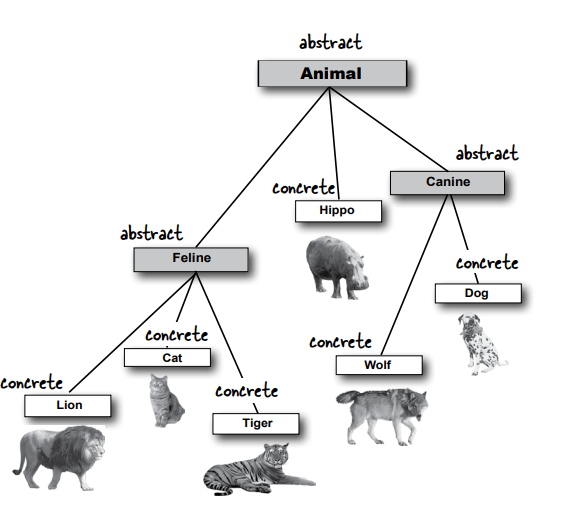 abstract
Animal
abstract
Canine
concrete
Hippo
abstract
Feline
concrete
Dog
concrete
Cat
concrete
Wolf
concrete
Lion
concrete
Tiger